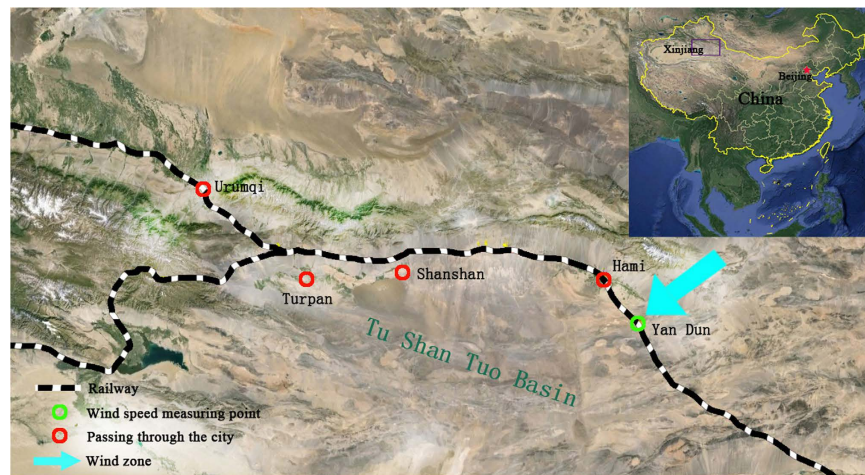 Xinjiang
Beijing
China
Urumqi
Shanshan
Hami
Turpan
Yan Dun
Tu Shan Tuo Basin
Railway
Wind speed measuring point
Passing through the city
Wind zone